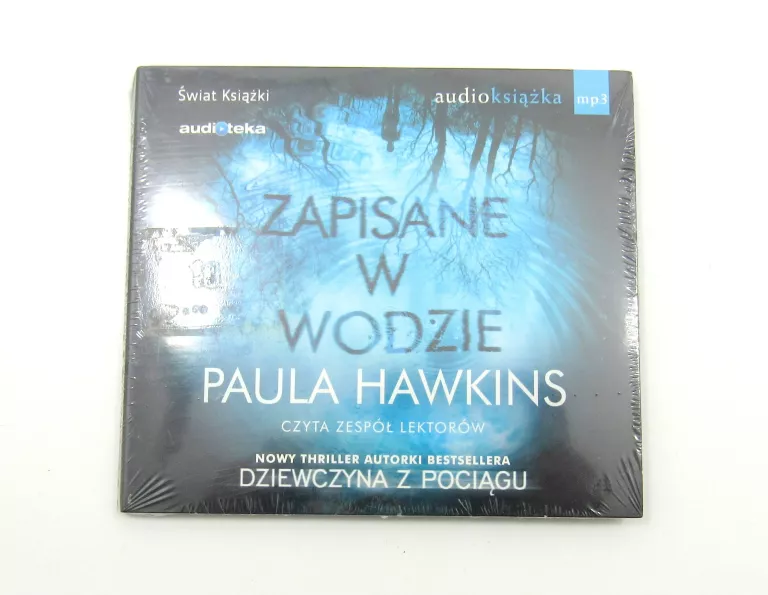 Świat Książki
audioteka
audioksiążka mp3
ZAPISANE
W
WODZIE
PAULA HAWKINS
CZYTA ZESPÓŁ LEKTORÓW
NOWY THRILLER AUTORKI BESTSELLERA
DZIEWCZYNA Z POCIĄGU